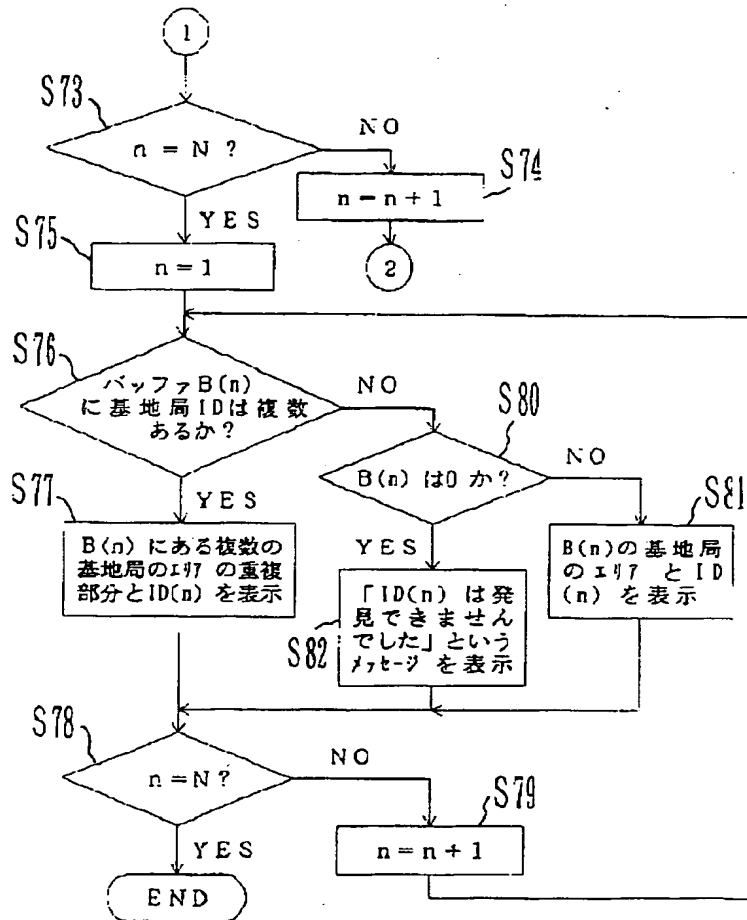 1
S73
n = N ?
NO
S74
n = n + 1
YES
S75
n = 1
2
S76
バッファB(n)
に基地局IDは複数
あるか?
NO
S80
B(n) は0 か?
NO
S77
YES
S81
B(n) にある複数の
基地局のエリア の重複
部分とID(n) を表示
YES
B(n)の基地局
のエリア とID
(n) を表示
「ID(n) は発
見できません
でした」という
メッセージ を表示
S82
S78
n = N ?
NO
S79
n = n + 1
YES
END